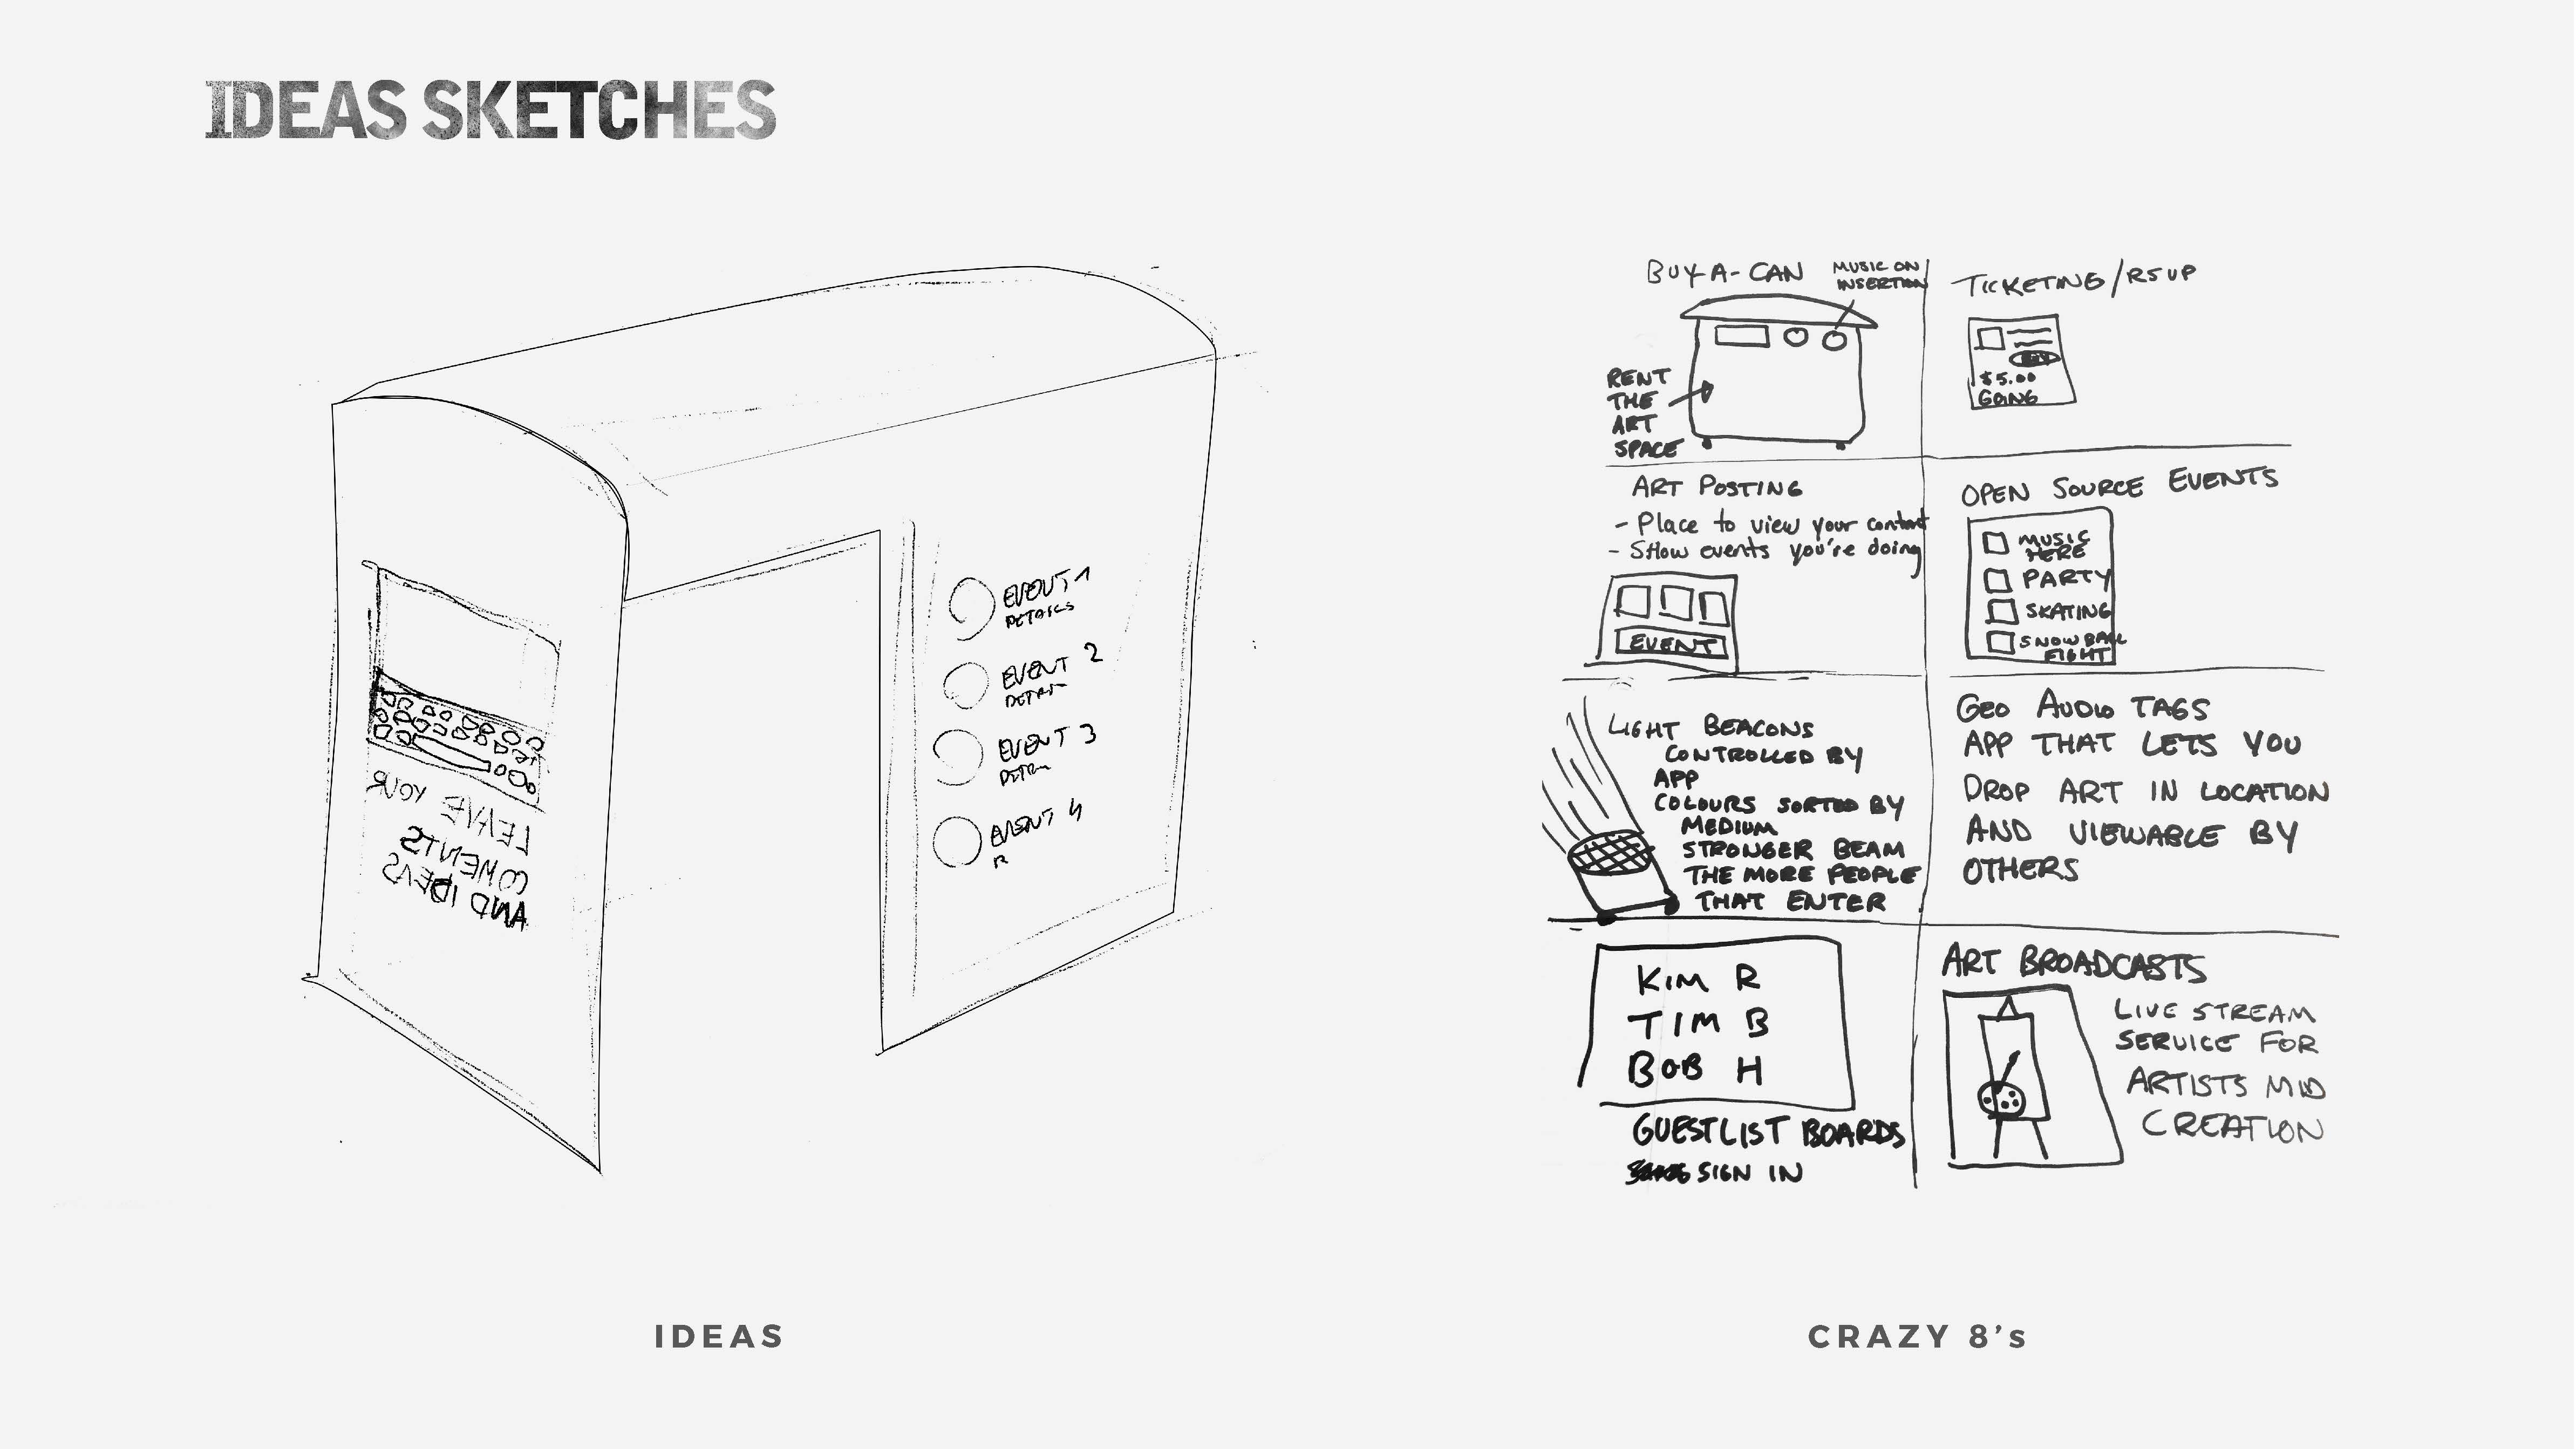 IDEAS SKETCHES
EVENT 1
DETAILS
EVENT 2
EVENT 3
EVENT 4
LEAVE YOUR
COMENTS
AND IDEAS
IDEAS
BUY-A-CAN
MUSIC ON
INSERTION
RENT
THE
ART
SPACE
TICKETING/RSVP
$5.00
GOING
ART POSTING
- Place to view your content
- SHow events you're doing
EVENT
OPEN SOURCE EVENTS
MUSIC
HERE
PARTY
SKATING
SNOWBALL
FIGHT
LIGHT BEACONS
CONTROLLED BY
APP
COLOURS SORTED BY
MEDIUM
STRONGER BEAM
THE MORE PEOPLE
THAT ENTER
GEO AUDIO TAGS
APP THAT LETS YOU
DROP ART IN LOCATION
AND VIEWABLE BY
OTHERS
KIM R
TIM B
BOB H
GUESTLIST BOARDS
SIGN IN
ART BROADCASTS
LIVE STREAM
SERVICE FOR
ARTISTS MID
CREATION
CRAZY 8's